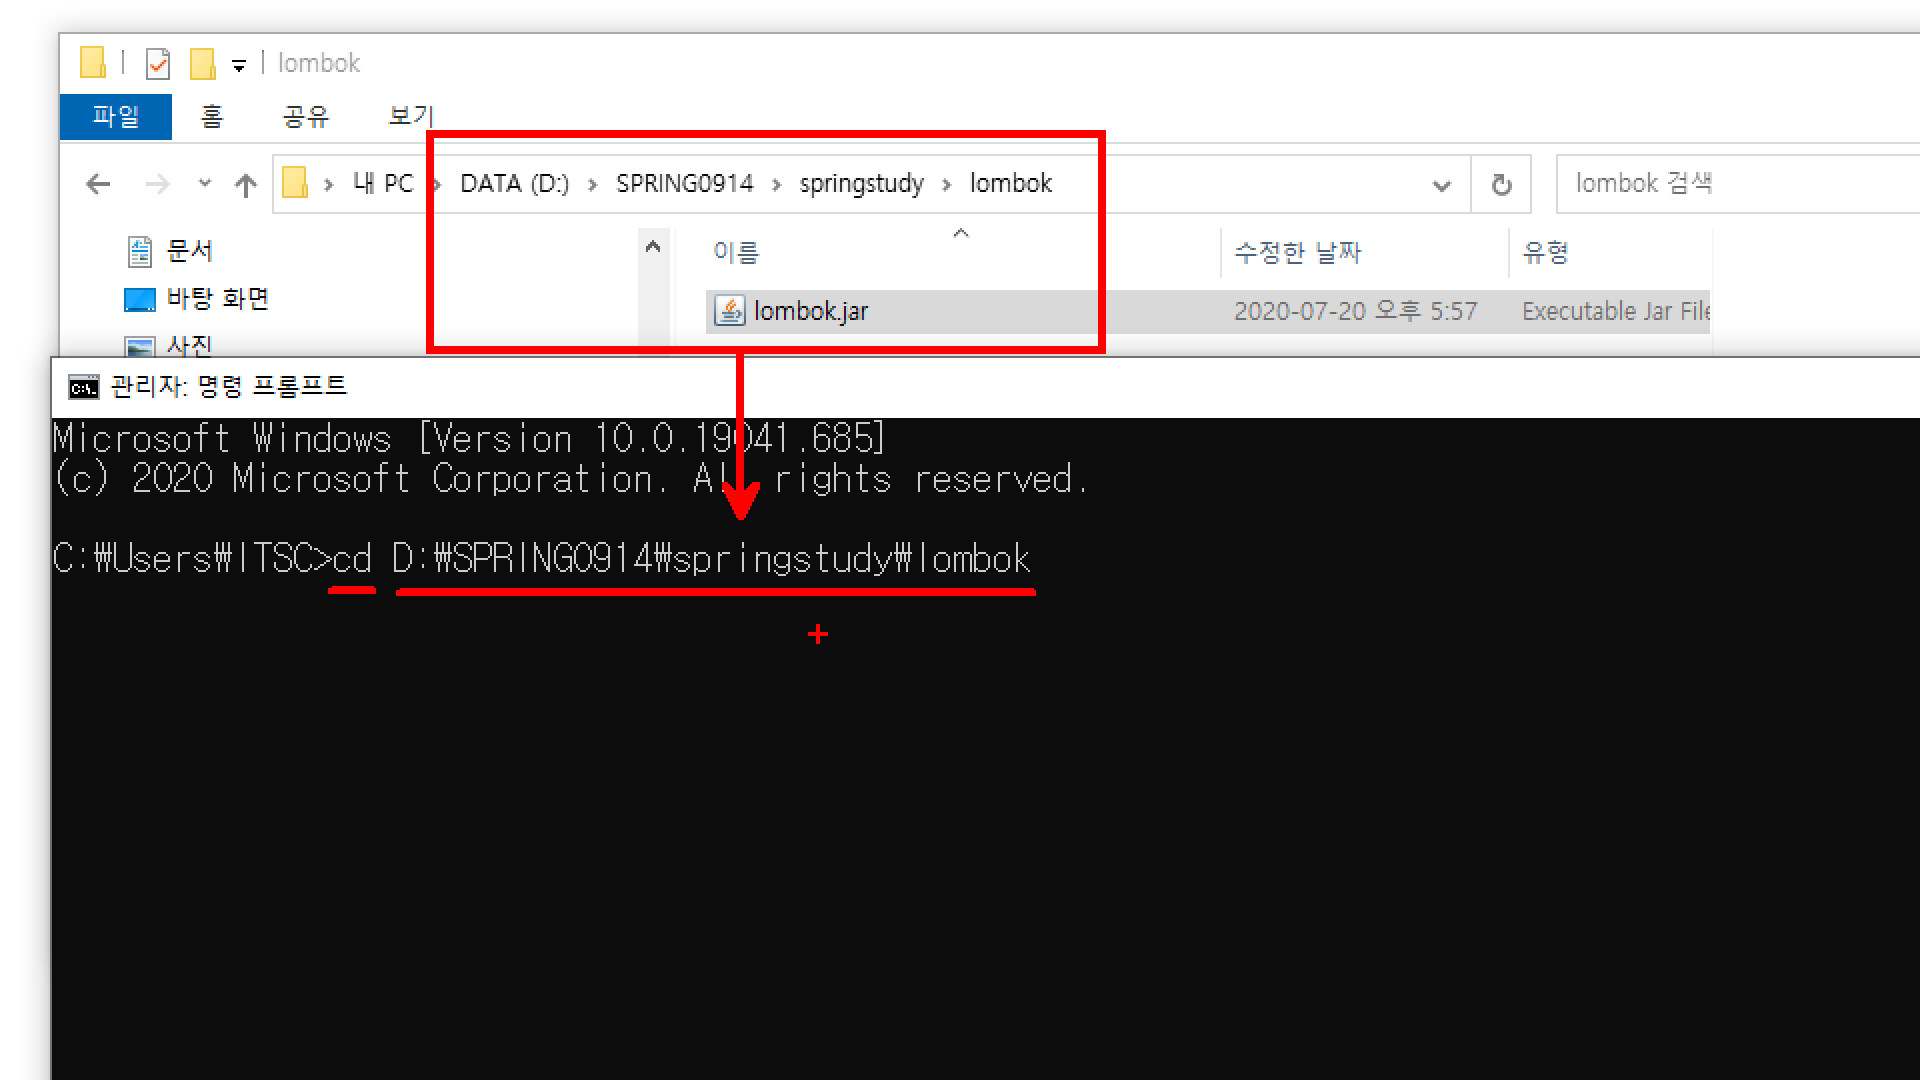 lombok
파일 홈 공유 보기
내 PC DATA (D:) SPRING0914 springstudy lombok
lombok 검색
문서
이름 수정한 날짜 유형
바탕 화면
lombok.jar 2020-07-20 오후 5:57 Executable Jar File
사진
관리자: 명령 프롬프트
Microsoft Windows [Version 10.0.19041.685]
(c) 2020 Microsoft Corporation. All rights reserved.
C:₩Users₩ITSC>cd D:₩SPRING0914₩springstudy₩lombok